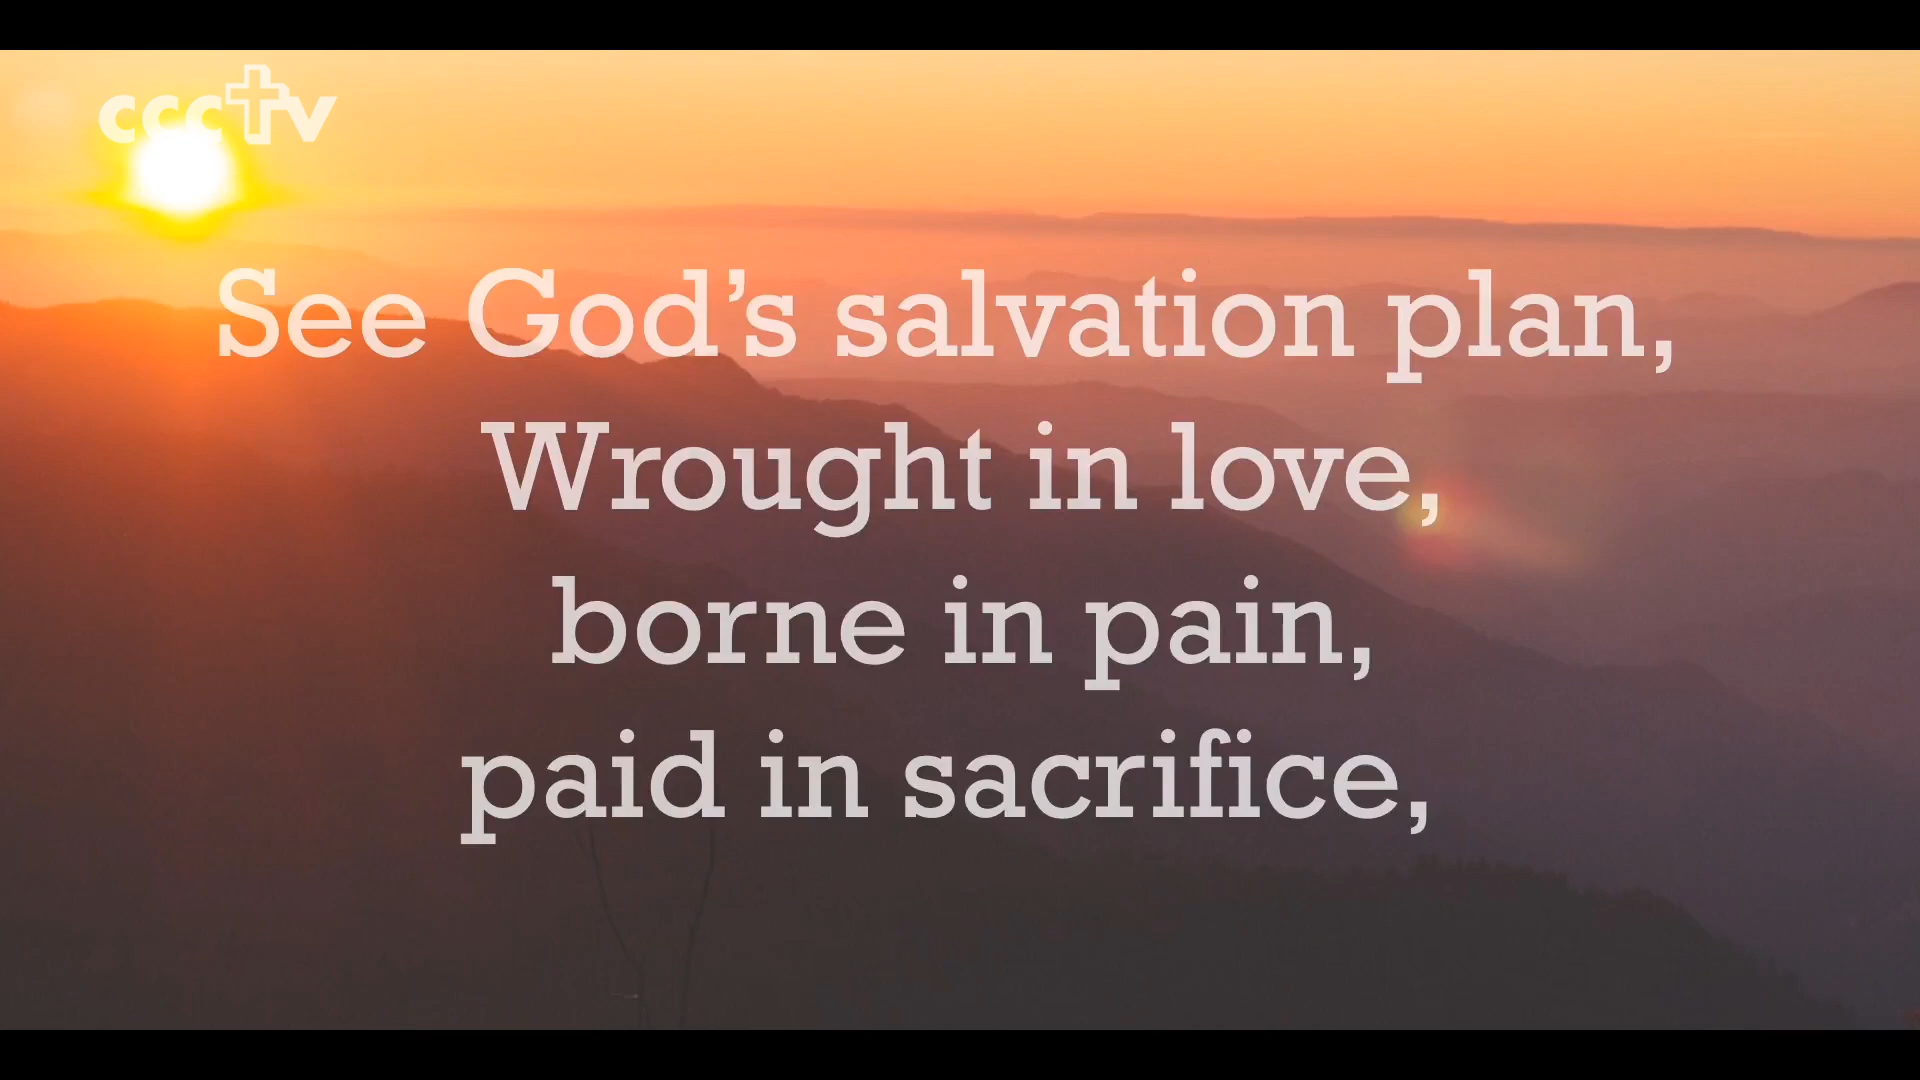 ccctv
See God’s salvation plan,
Wrought in love,
borne in pain,
paid in sacrifice,